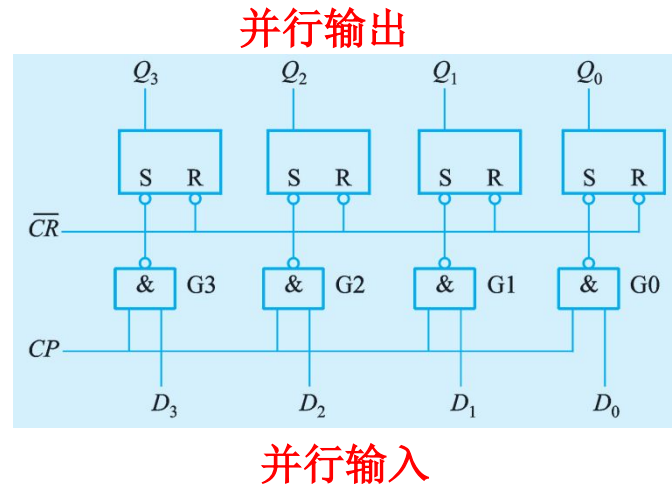 并行输出
Q₃ Q₂ Q₁ Q₀
S R S R S R S R
C̅R̅
& G3 & G2 & G1 & G0
CP
D₃ D₂ D₁ D₀
并行输入